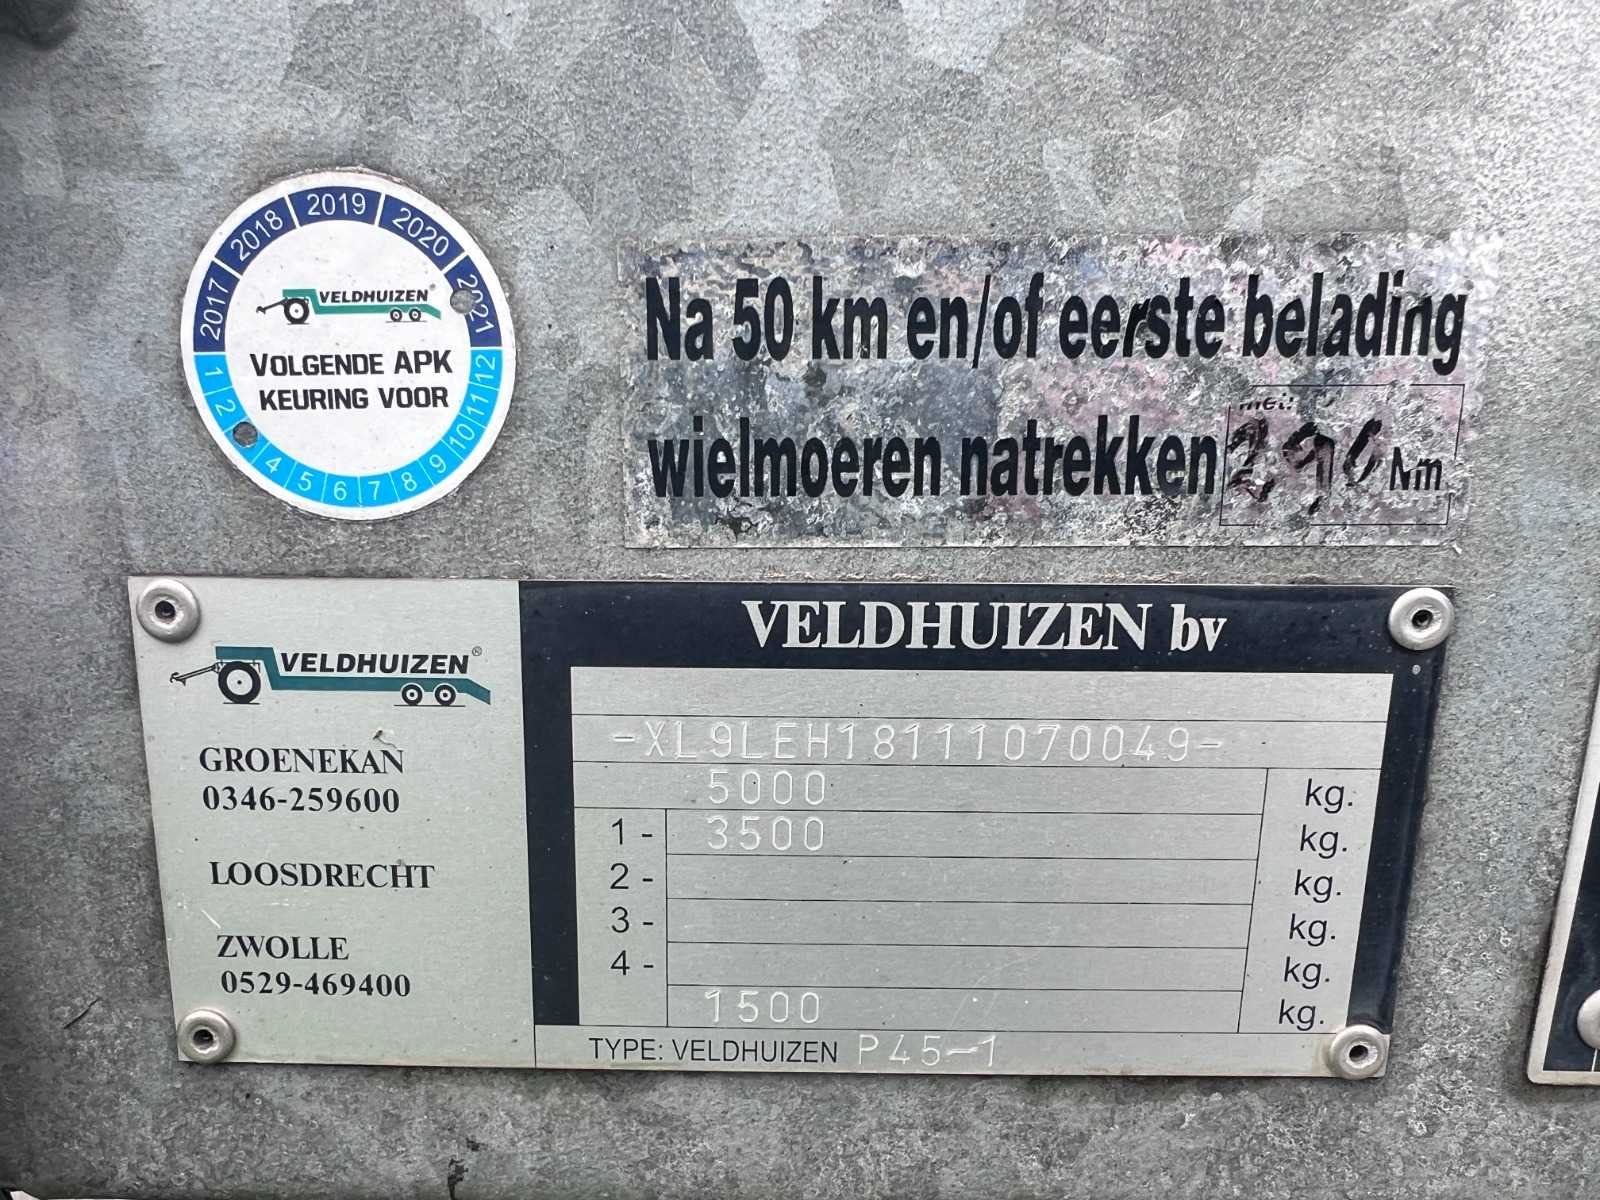 2017 2018 2019 2020 2021
VELDHUIZEN®
VOLGENDE APK
KEURING VOOR
1 2 4 5 6 7 8 9 10 11 12
Na 50 km en/of eerste belading
wielmoeren natrekken 290 Nm
VELDHUIZEN®
GROENEKAN
0346-259600
LOOSDRECHT
ZWOLLE
0529-469400
VELDHUIZEN bv
-XL9LEH18111070049-
5000 kg.
1- 3500 kg.
2- kg.
3- kg.
4- kg.
1500 kg.
TYPE: VELDHUIZEN P45-1